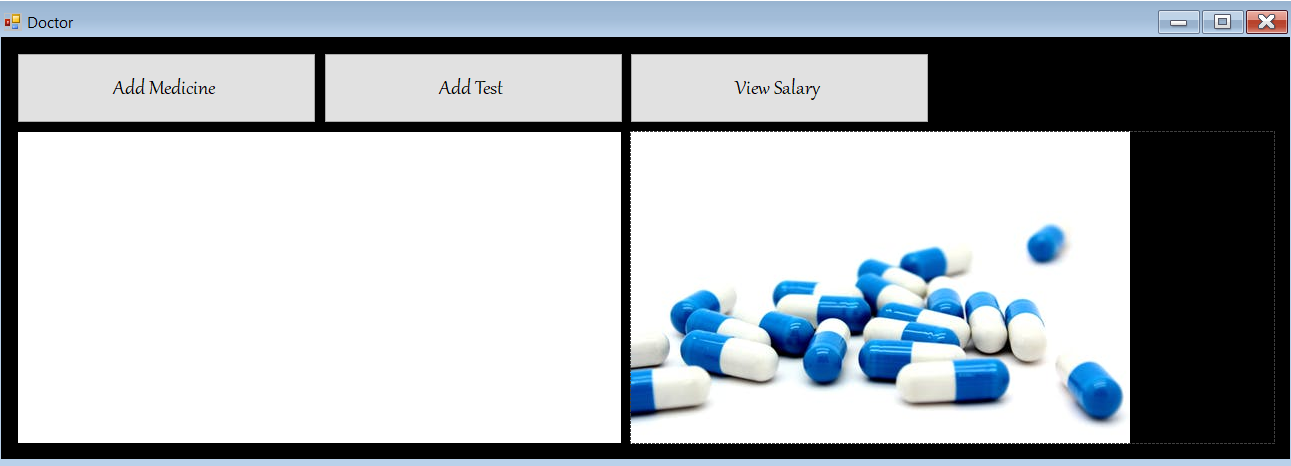 Doctor
Add Medicine
Add Test
View Salary